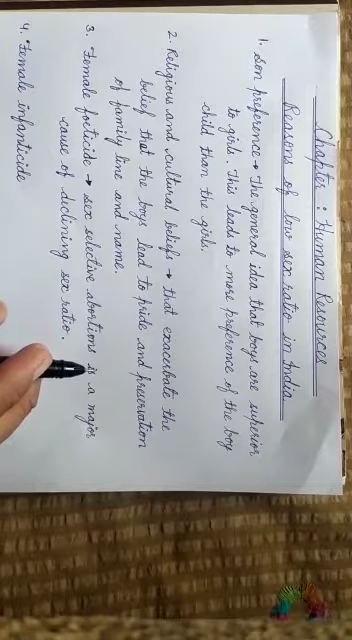 Chapter : Human Resources
Reasons of low sex ratio in India
1. Son preference → The general idea that boys are superior
to girls. This leads to more preference of the boy
child than the girls.
2. Religious and cultural beliefs → that exacerbate the
belief that the boys lead to pride and preservation
of family line and name.
3. Female foeticide → sex selective abortions is a major
cause of declining sex ratio.
4. Female infanticide